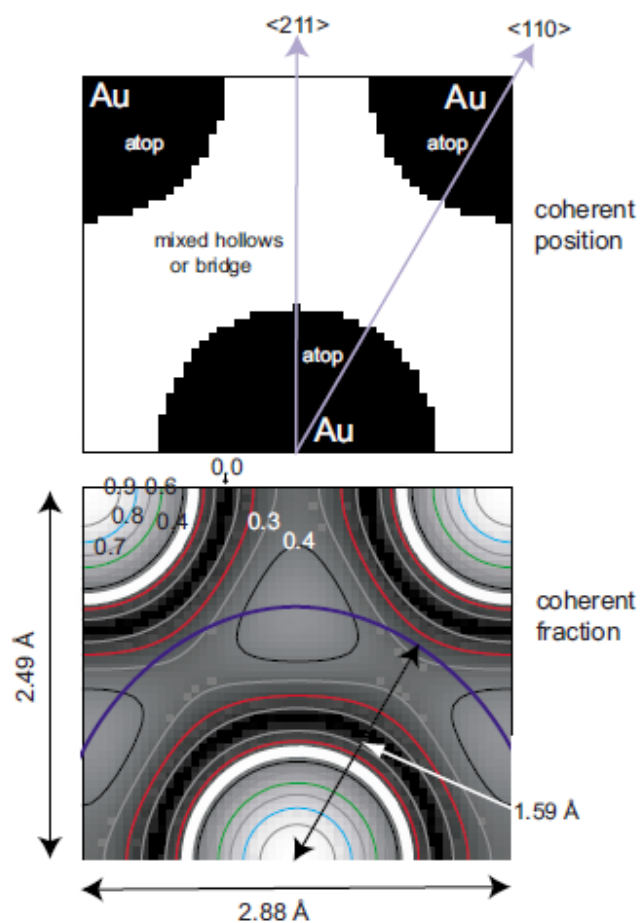 <211>
<110>
Au
Au
atop
atop
coherent
position
mixed hollows
or bridge
atop
Au
0,0
0.9
0.6
0.8
0.4
0.3
0.7
0.4
coherent
fraction
2.49 Å
1.59 Å
2.88 Å